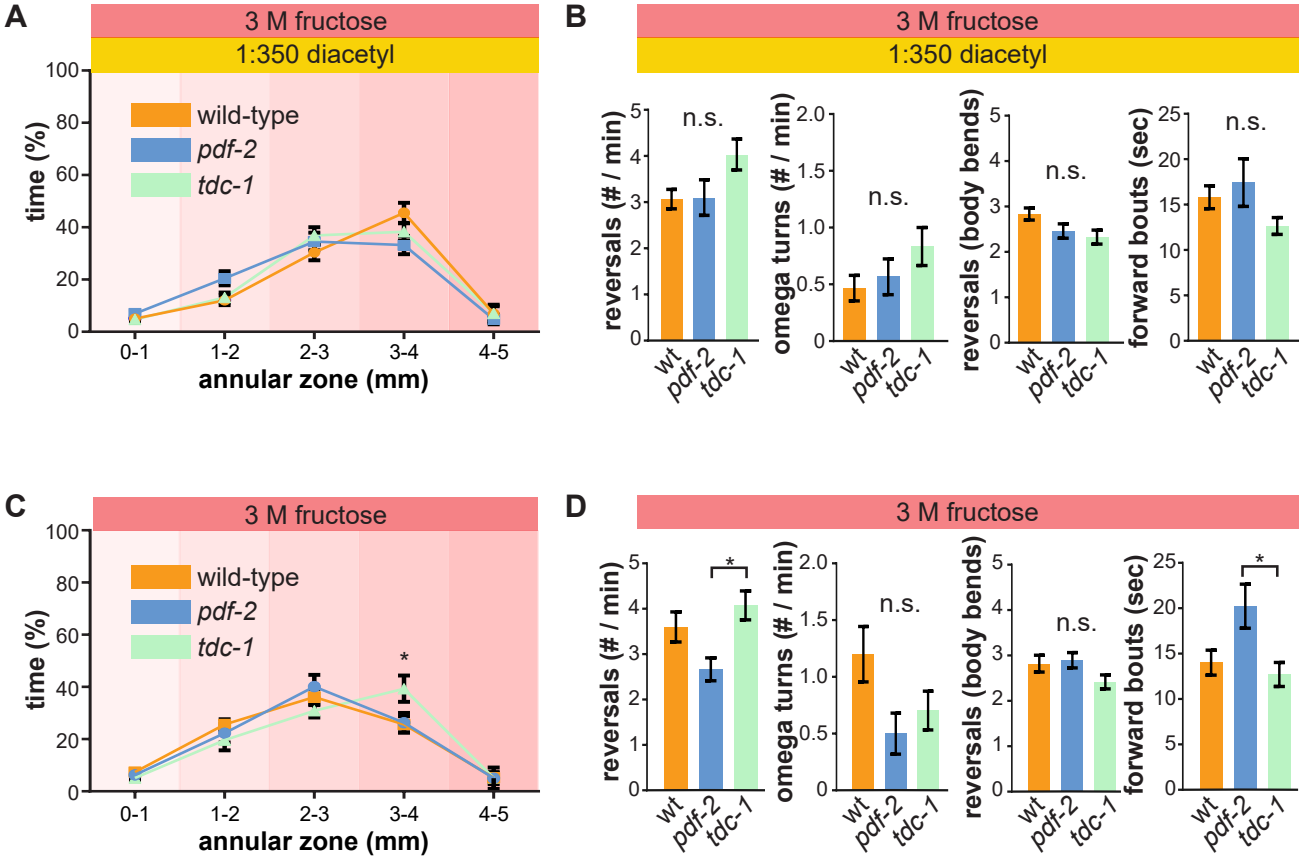 A
3 M fructose
1:350 diacetyl
time (%)
100
80
60
40
20
0
wild-type
pdf-2
tdc-1
0-1
1-2
2-3
3-4
4-5
annular zone (mm)
B
3 M fructose
1:350 diacetyl
reversals (# / min)
5
4
3
2
1
0
n.s.
wt
pdf-2
tdc-1
omega turns (# / min)
2.0
1.5
1.0
0.5
0
n.s.
wt
pdf-2
tdc-1
reversals (body bends)
5
4
3
2
1
0
n.s.
wt
pdf-2
tdc-1
forward bouts (sec)
25
20
15
10
5
0
n.s.
wt
pdf-2
tdc-1
C
3 M fructose
time (%)
100
80
60
40
20
0
wild-type
pdf-2
tdc-1
*
0-1
1-2
2-3
3-4
4-5
annular zone (mm)
D
3 M fructose
reversals (# / min)
5
4
3
2
1
0
*
wt
pdf-2
tdc-1
omega turns (# / min)
2.0
1.5
1.0
0.5
0
n.s.
wt
pdf-2
tdc-1
reversals (body bends)
5
4
3
2
1
0
n.s.
wt
pdf-2
tdc-1
forward bouts (sec)
25
20
15
10
5
0
*
wt
pdf-2
tdc-1